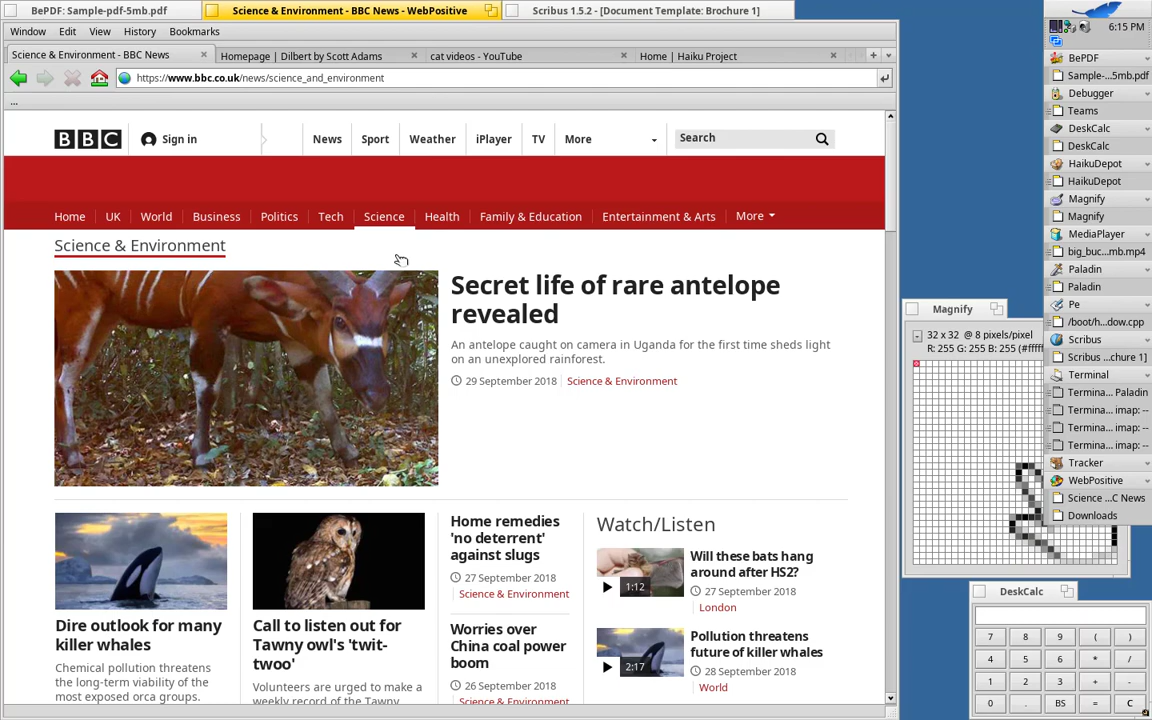 BePDF: Sample-pdf-5mb.pdf
Science & Environment - BBC News - WebPositive
Scribus 1.5.2 - [Document Template: Brochure 1]
Window Edit View History Bookmarks
Science & Environment - BBC News
Homepage | Dilbert by Scott Adams
cat videos - YouTube
Home | Haiku Project
https://www.bbc.co.uk/news/science_and_environment
...
BBC
Sign in
News Sport Weather iPlayer TV More
Search
Home UK World Business Politics Tech Science Health Family & Education Entertainment & Arts More
Science & Environment
Secret life of rare antelope
revealed
An antelope caught on camera in Uganda for the first time sheds light
on an unexplored rainforest.
29 September 2018 Science & Environment
Dire outlook for many
killer whales
Chemical pollution threatens
the long-term viability of the
most exposed orca groups.
Call to listen out for
Tawny owl's 'twit-
twoo'
Volunteers are urged to make a
weekly record of the Tawny
Home remedies
'no deterrent'
against slugs
27 September 2018
Science & Environment
Worries over
China coal power
boom
26 September 2018
Science & Environment
Watch/Listen
1:12
Will these bats hang
around after HS2?
27 September 2018
London
2:17
Pollution threatens
future of killer whales
28 September 2018
World
6:15 PM
BePDF
Sample-...5mb.pdf
Debugger
Teams
DeskCalc
DeskCalc
HaikuDepot
HaikuDepot
Magnify
Magnify
MediaPlayer
big_buc...mb.mp4
Paladin
Paladin
Pe
/boot/h...dow.cpp
Scribus
Scribus ...chure 1]
Terminal
Termina... Paladin
Termina... imap: --
Termina... imap: --
Termina... imap: --
Tracker
WebPositive
Science ...C News
Downloads
Magnify
32 x 32 @ 8 pixels/pixel
R: 255 G: 255 B: 255 (#fffff
DeskCalc
7 8 9 ( )
4 5 6 * /
1 2 3 + -
0 . BS = C